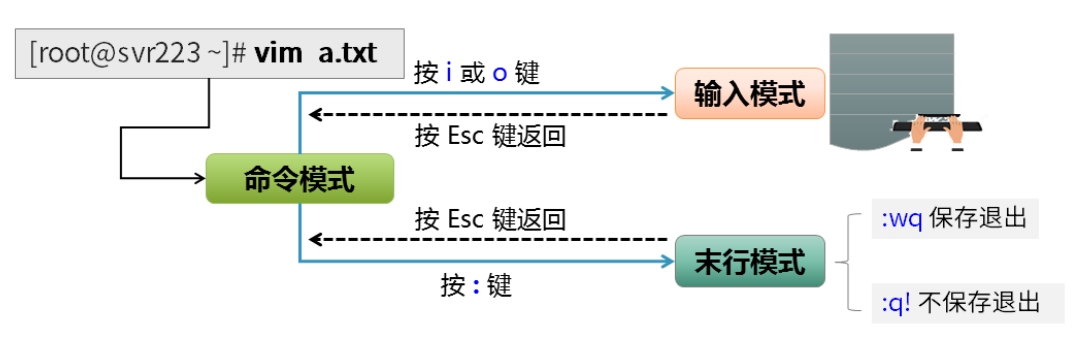 [root@svr223 ~]# vim a.txt
按 i 或 o 键
输入模式
按 Esc 键返回
命令模式
按 Esc 键返回
:wq 保存退出
末行模式
按 : 键
:q! 不保存退出